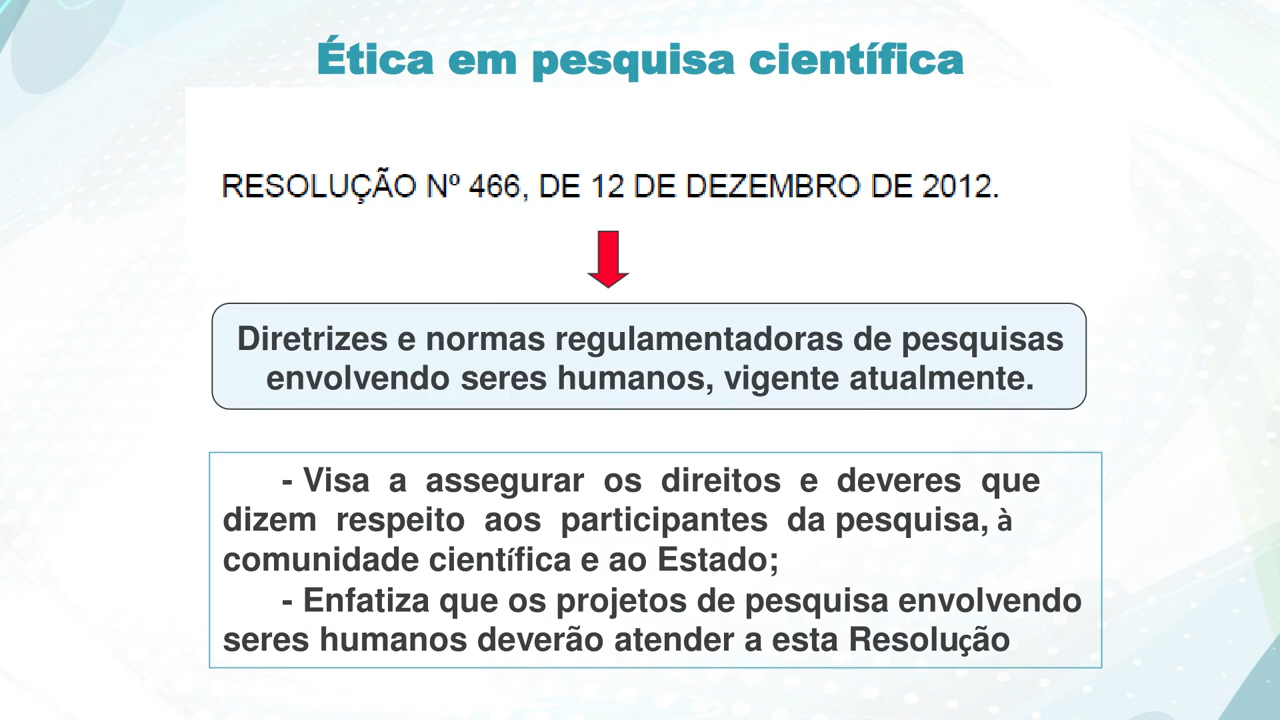 Ética em pesquisa científica
RESOLUÇÃO Nº 466, DE 12 DE DEZEMBRO DE 2012.
Diretrizes e normas regulamentadoras de pesquisas
envolvendo seres humanos, vigente atualmente.
- Visa a assegurar os direitos e deveres que
dizem respeito aos participantes da pesquisa, à
comunidade científica e ao Estado;
- Enfatiza que os projetos de pesquisa envolvendo
seres humanos deverão atender a esta Resolução